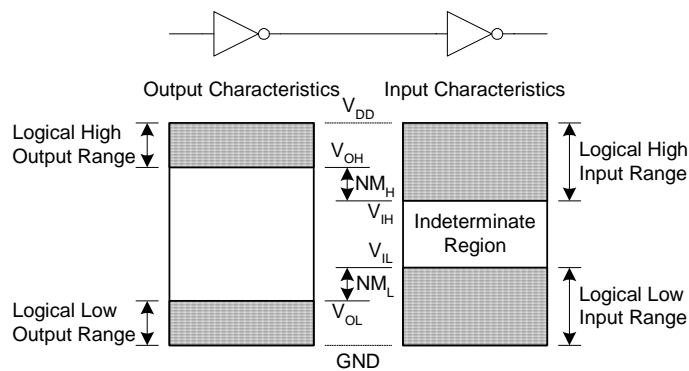 Output Characteristics
Input Characteristics
V_DD
Logical High
Output Range
V_OH
NM_H
V_IH
Logical High
Input Range
Indeterminate
Region
V_IL
NM_L
V_OL
Logical Low
Output Range
Logical Low
Input Range
GND